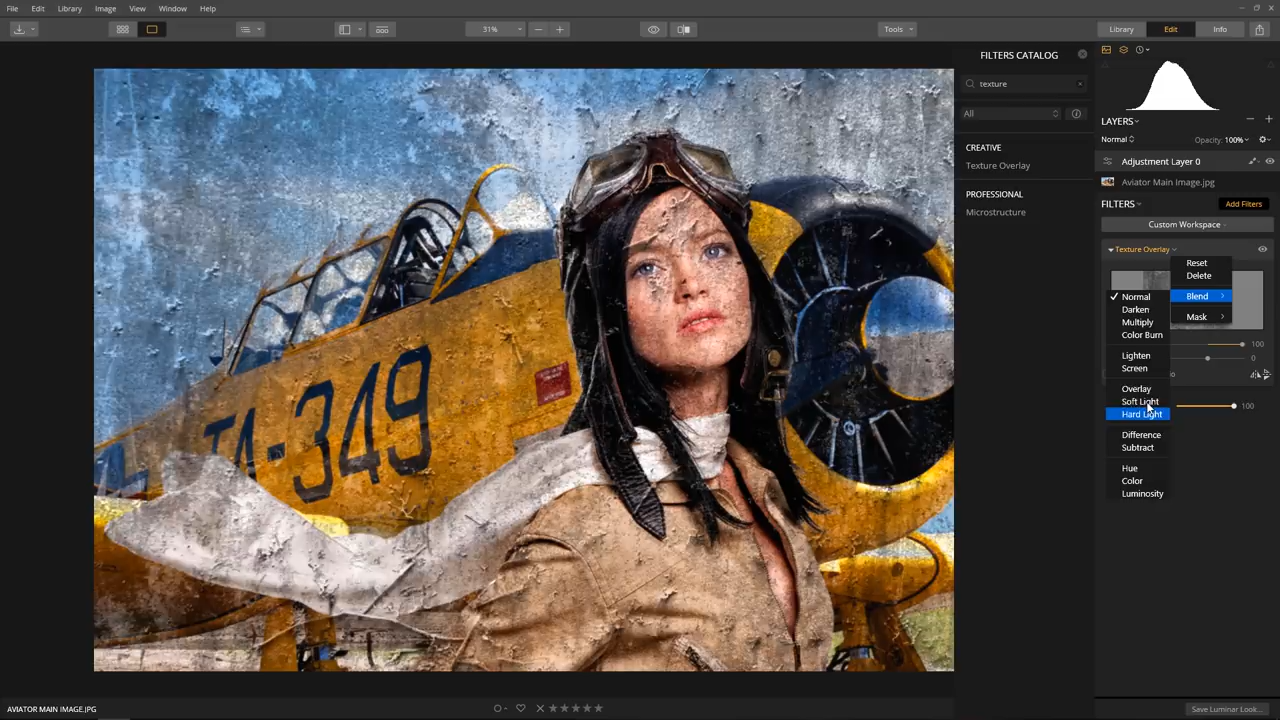 File Edit Library Image View Window Help
31%
Tools
Library Edit Info
FILTERS CATALOG
texture
All
CREATIVE
Texture Overlay
PROFESSIONAL
Microstructure
LAYERS
Normal Opacity: 100%
Adjustment Layer 0
Aviator Main Image.jpg
FILTERS Add Filters
Custom Workspace
Texture Overlay
Reset
Delete
Blend
Mask
Normal
Darken
Multiply
Color Burn
Lighten
Screen
Overlay
Soft Light
Hard Light
Difference
Subtract
Hue
Color
Luminosity
100
0
100
TA-349
AVIATOR MAIN IMAGE.JPG
Save Luminar Look...